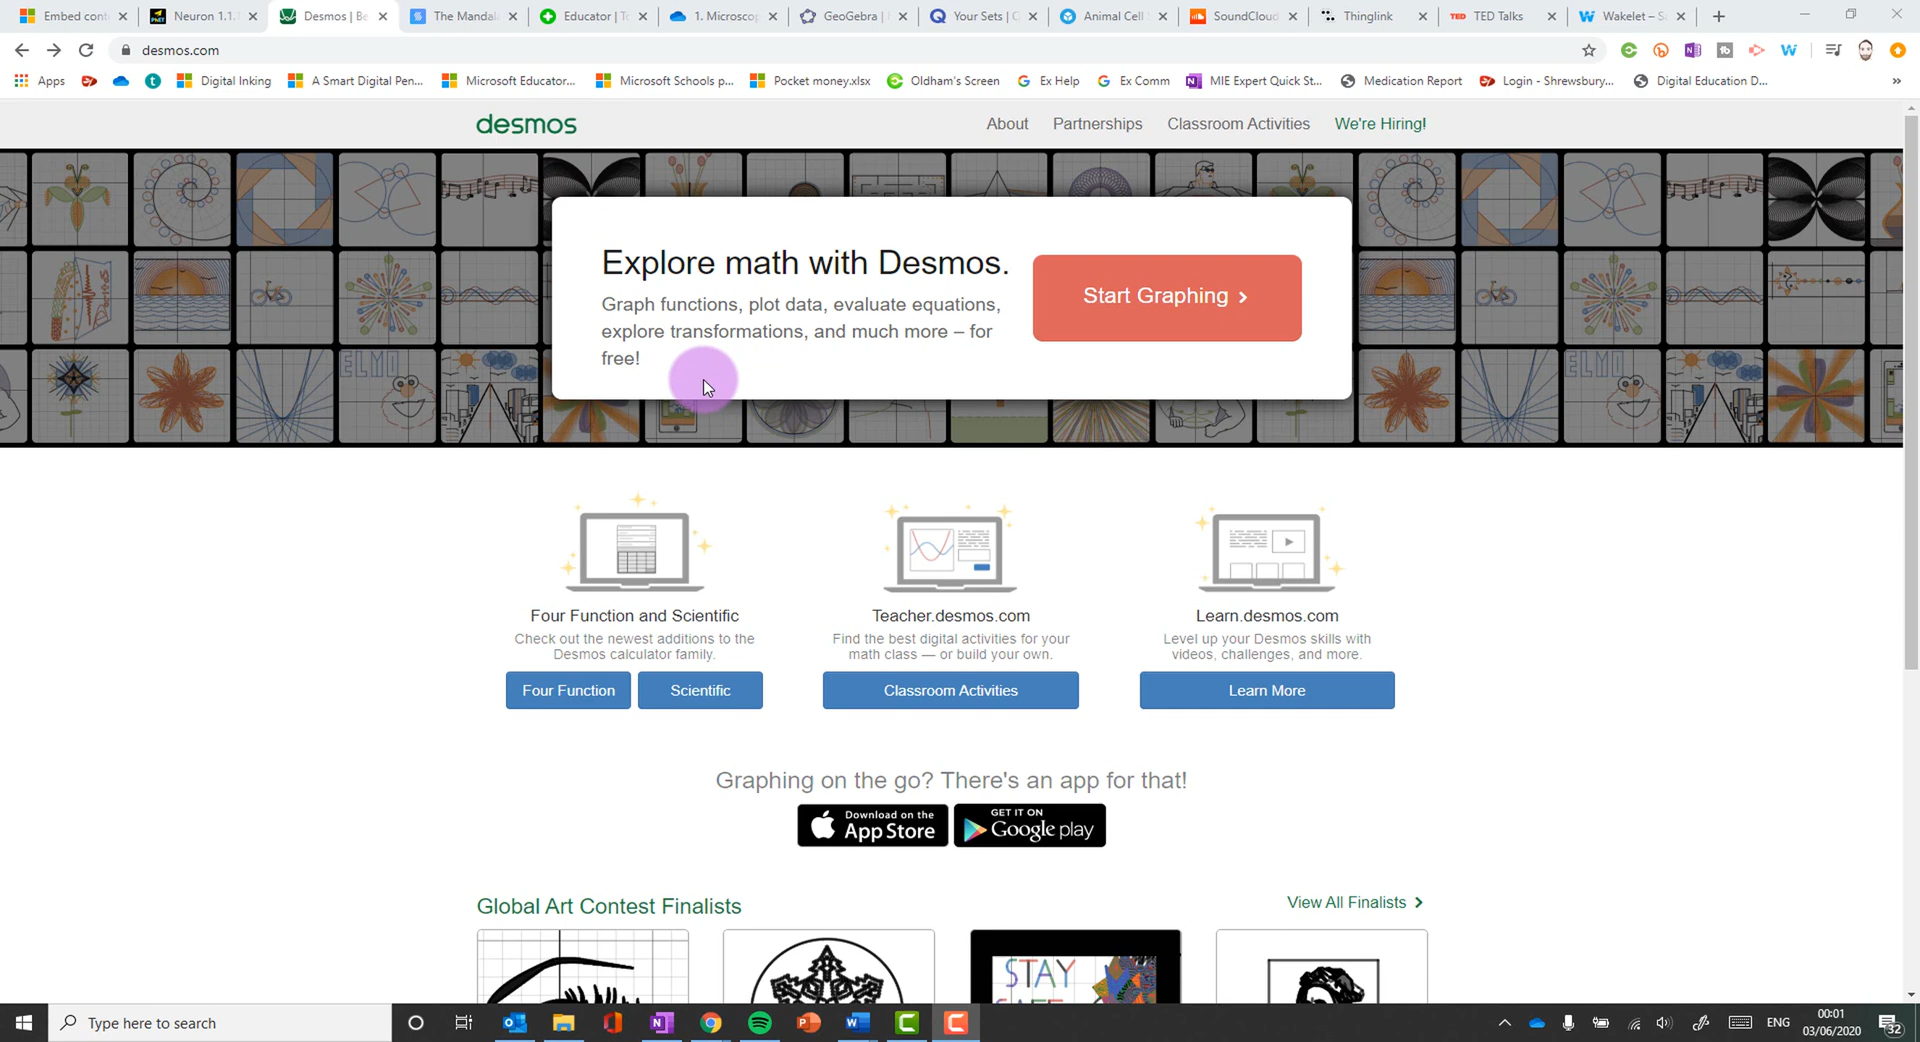 Embed cont
Neuron 1.1.
Desmos | Be
The Mandal
Educator | To
1. Microscop
GeoGebra |
Your Sets |
Animal Cell
SoundCloud
Thinglink
TED TED Talks
Wakelet – S
desmos.com
Apps
Digital Inking
A Smart Digital Pen...
Microsoft Educator...
Microsoft Schools p...
Pocket money.xlsx
Oldham's Screen
Ex Help
Ex Comm
MIE Expert Quick St...
Medication Report
Login - Shrewsbury...
Digital Education D...
desmos
About
Partnerships
Classroom Activities
We're Hiring!
Explore math with Desmos.
Graph functions, plot data, evaluate equations,
explore transformations, and much more – for
free!
Start Graphing
ELMO
ELMO
Four Function and Scientific
Check out the newest additions to the
Desmos calculator family.
Four Function
Scientific
Teacher.desmos.com
Find the best digital activities for your
math class — or build your own.
Classroom Activities
Learn.desmos.com
Level up your Desmos skills with
videos, challenges, and more.
Learn More
Graphing on the go? There's an app for that!
Download on the
App Store
GET IT ON
Google play
Global Art Contest Finalists
View All Finalists
STAY
SAFE
Type here to search
ENG
00:01
03/06/2020
32